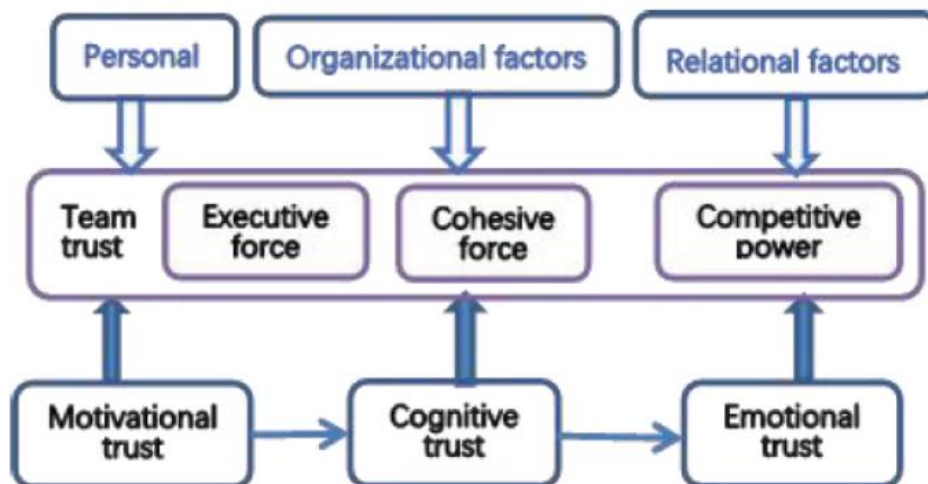 Personal
Organizational factors
Relational factors
Team
trust
Executive
force
Cohesive
force
Competitive
power
Motivational
trust
Cognitive
trust
Emotional
trust